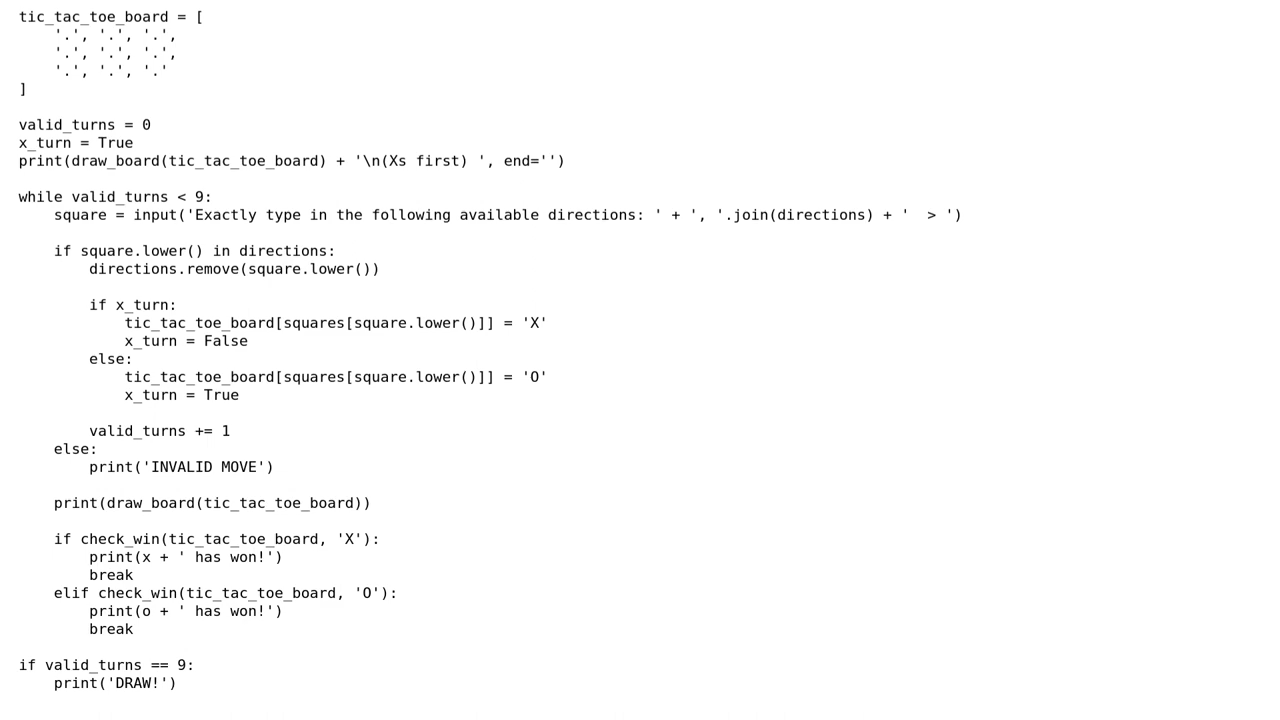 tic_tac_toe_board = [
    '.', '.', '.',
    '.', '.', '.',
    '.', '.', '.'
]

valid_turns = 0
x_turn = True
print(draw_board(tic_tac_toe_board) + '\n(Xs first) ', end='')

while valid_turns < 9:
    square = input('Exactly type in the following available directions: ' + ', '.join(directions) + '  > ')

    if square.lower() in directions:
        directions.remove(square.lower())

        if x_turn:
            tic_tac_toe_board[squares[square.lower()]] = 'X'
            x_turn = False
        else:
            tic_tac_toe_board[squares[square.lower()]] = 'O'
            x_turn = True

        valid_turns += 1
    else:
        print('INVALID MOVE')

    print(draw_board(tic_tac_toe_board))

    if check_win(tic_tac_toe_board, 'X'):
        print(x + ' has won!')
        break
    elif check_win(tic_tac_toe_board, 'O'):
        print(o + ' has won!')
        break

if valid_turns == 9:
    print('DRAW!')